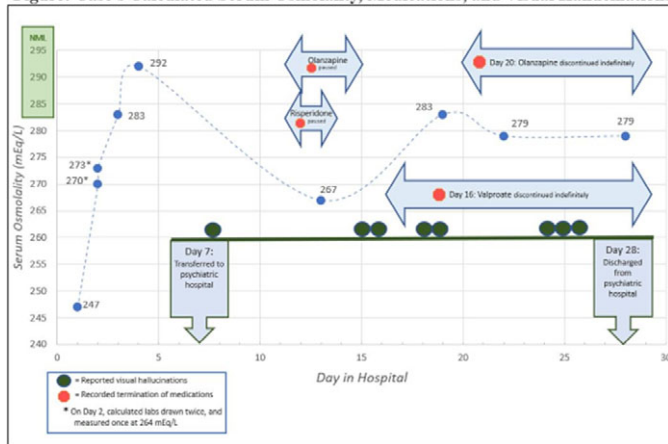 NML
295
290
285
280
275
270
265
260
255
250
245
240
Serum Osmolality (mEq/L)
292
283
273*
270*
247
267
283
279
279
Olanzapine
paused
Risperidone
paused
Day 20: Olanzapine discontinued indefinitely
Day 16: Valproate discontinued indefinitely
Day 7:
Transferred to
psychiatric
hospital
Day 28:
Discharged
from
psychiatric
hospital
0
5
10
15
20
25
30
Day in Hospital
= Reported visual hallucinations
= Recorded termination of medications
* On Day 2, calculated labs drawn twice, and
measured once at 264 mEq/L